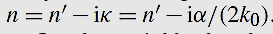 n = n′ − iκ = n′ − iα/(2k₀).